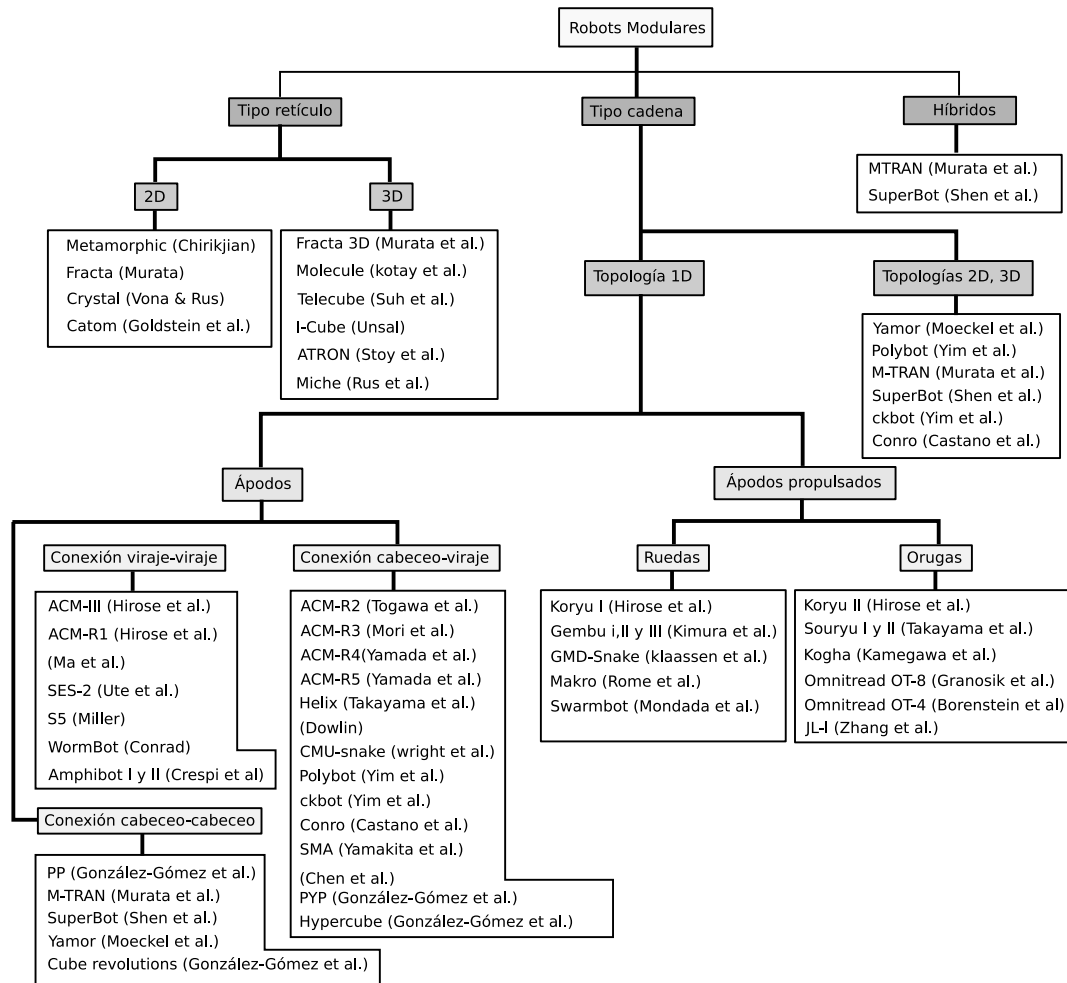 Robots Modulares
Tipo retículo
Tipo cadena
Híbridos
MTRAN (Murata et al.)
SuperBot (Shen et al.)
2D
3D
Metamorphic (Chirikjian)
Fracta (Murata)
Crystal (Vona & Rus)
Catom (Goldstein et al.)
Fracta 3D (Murata et al.)
Molecule (kotay et al.)
Telecube (Suh et al.)
I-Cube (Unsal)
ATRON (Stoy et al.)
Miche (Rus et al.)
Topología 1D
Topologías 2D, 3D
Yamor (Moeckel et al.)
Polybot (Yim et al.)
M-TRAN (Murata et al.)
SuperBot (Shen et al.)
ckbot (Yim et al.)
Conro (Castano et al.)
Ápodos
Ápodos propulsados
Conexión viraje-viraje
ACM-III (Hirose et al.)
ACM-R1 (Hirose et al.)
(Ma et al.)
SES-2 (Ute et al.)
S5 (Miller)
WormBot (Conrad)
Amphibot I y II (Crespi et al)
Conexión cabeceo-viraje
ACM-R2 (Togawa et al.)
ACM-R3 (Mori et al.)
ACM-R4(Yamada et al.)
ACM-R5 (Yamada et al.)
Helix (Takayama et al.)
(Dowlin)
CMU-snake (wright et al.)
Polybot (Yim et al.)
ckbot (Yim et al.)
Conro (Castano et al.)
SMA (Yamakita et al.)
(Chen et al.)
PYP (González-Gómez et al.)
Hypercube (González-Gómez et al.)
Ruedas
Koryu I (Hirose et al.)
Gembu i,II y III (Kimura et al.)
GMD-Snake (klaassen et al.)
Makro (Rome et al.)
Swarmbot (Mondada et al.)
Orugas
Koryu II (Hirose et al.)
Souryu I y II (Takayama et al.)
Kogha (Kamegawa et al.)
Omnitread OT-8 (Granosik et al.)
Omnitread OT-4 (Borenstein et al)
JL-I (Zhang et al.)
Conexión cabeceo-cabeceo
PP (González-Gómez et al.)
M-TRAN (Murata et al.)
SuperBot (Shen et al.)
Yamor (Moeckel et al.)
Cube revolutions (González-Gómez et al.)